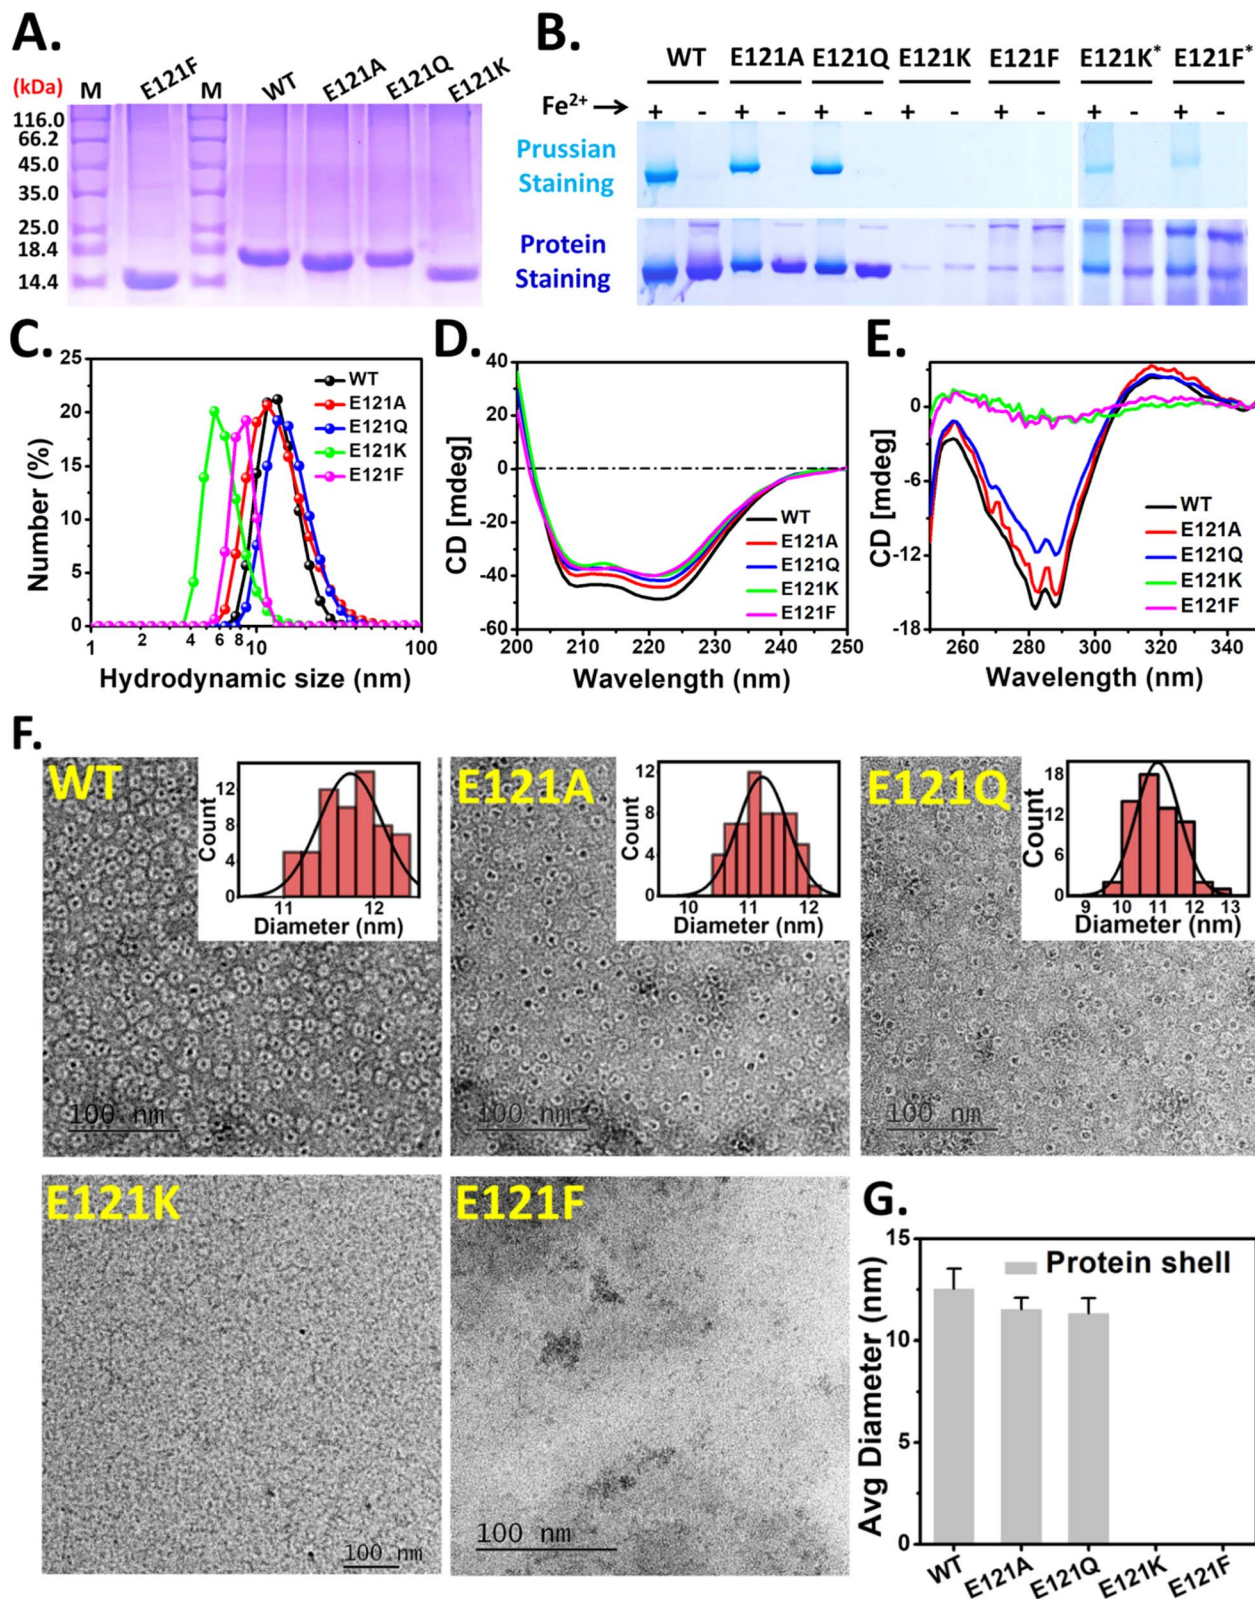 A.
(kDa)
M E121F M WT E121A E121Q E121K
116.0
66.2
45.0
35.0
25.0
18.4
14.4
B.
WT E121A E121Q E121K E121F E121K* E121F*
Fe²⁺ → + - + - + - + - + - + - + -
Prussian
Staining
Protein
Staining
C.
25
20
15
10
5
0
Number (%)
WT
E121A
E121Q
E121K
E121F
1 2 4 6 8 10 100
Hydrodynamic size (nm)
D.
40
20
0
-20
-40
-60
CD [mdeg]
WT
E121A
E121Q
E121K
E121F
200 210 220 230 240 250
Wavelength (nm)
E.
0
-6
-12
-18
CD [mdeg]
WT
E121A
E121Q
E121K
E121F
260 280 300 320 340
Wavelength (nm)
F.
WT
12
8
4
0
Count
11 12
Diameter (nm)
100 nm
E121A
12
8
4
0
Count
10 11 12
Diameter (nm)
100 nm
E121Q
18
12
6
0
Count
9 10 11 12 13
Diameter (nm)
100 nm
E121K
100 nm
E121F
100 nm
G.
15
10
5
0
Avg Diameter (nm)
Protein shell
WT E121A E121Q E121K E121F